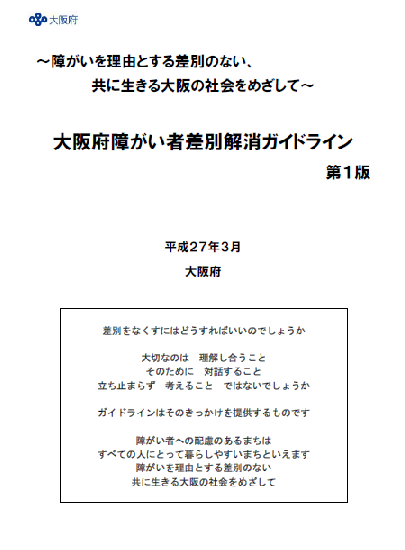 大阪府
～障がいを理由とする差別のない、
共に生きる大阪の社会をめざして～
大阪府障がい者差別解消ガイドライン
第１版
平成２７年３月
大阪府
差別をなくすにはどうすればいいのでしょうか
大切なのは　理解し合うこと
そのために　対話すること
立ち止まらず　考えること　ではないでしょうか
ガイドラインはそのきっかけを提供するものです
障がい者への配慮のあるまちは
すべての人にとって暮らしやすいまちといえます
障がいを理由とする差別のない
共に生きる大阪の社会をめざして